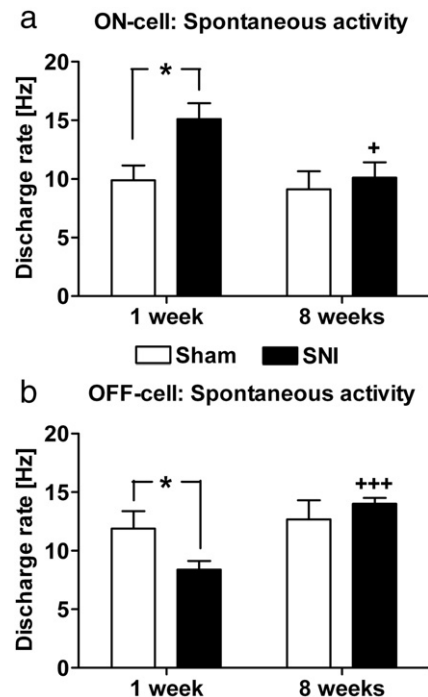 a
ON-cell: Spontaneous activity
Discharge rate [Hz]
20
15
10
5
0
*
+
1 week 8 weeks
Sham SNI
b
OFF-cell: Spontaneous activity
Discharge rate [Hz]
20
15
10
5
0
*
+++
1 week 8 weeks